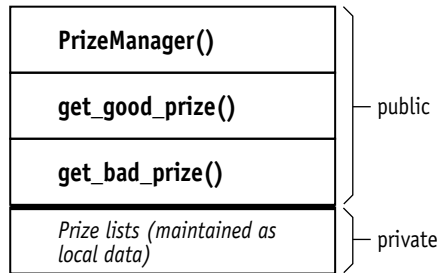 PrizeManager()
get_good_prize()
public
get_bad_prize()
Prize lists (maintained as
local data)
private